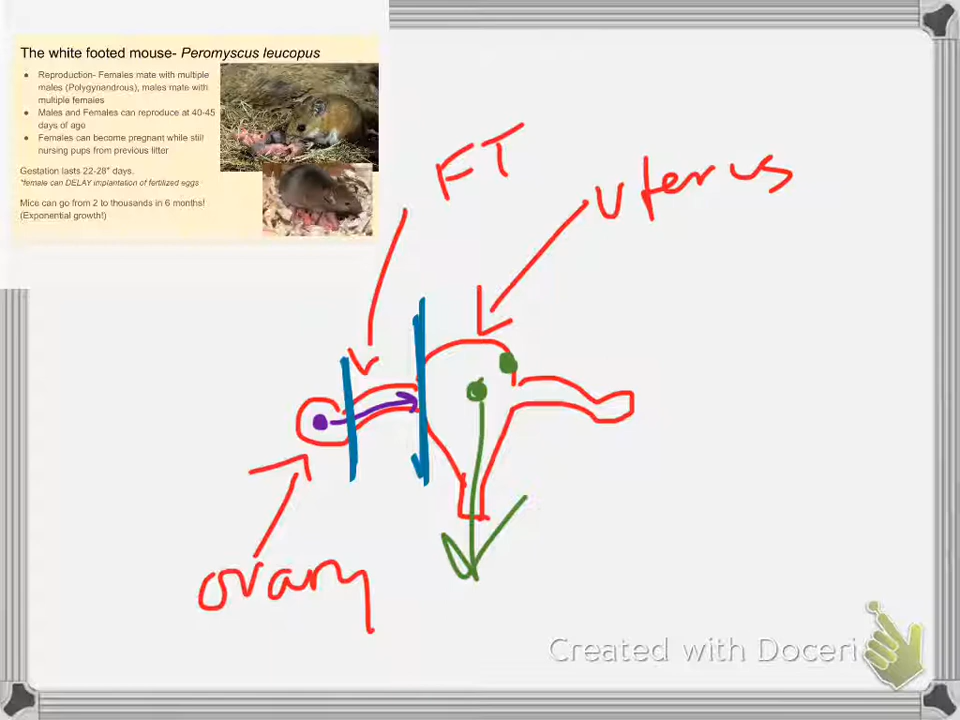 The white footed mouse- Peromyscus leucopus
● Reproduction- Females mate with multiple
males (Polygynandrous), males mate with
multiple females
● Males and Females can reproduce at 40-45
days of age
● Females can become pregnant while still
nursing pups from previous litter
Gestation lasts 22-28* days.
*female can DELAY implantation of fertilized eggs
Mice can go from 2 to thousands in 6 months!
(Exponential growth!)
FT
uterus
ovary
Created with Doceri